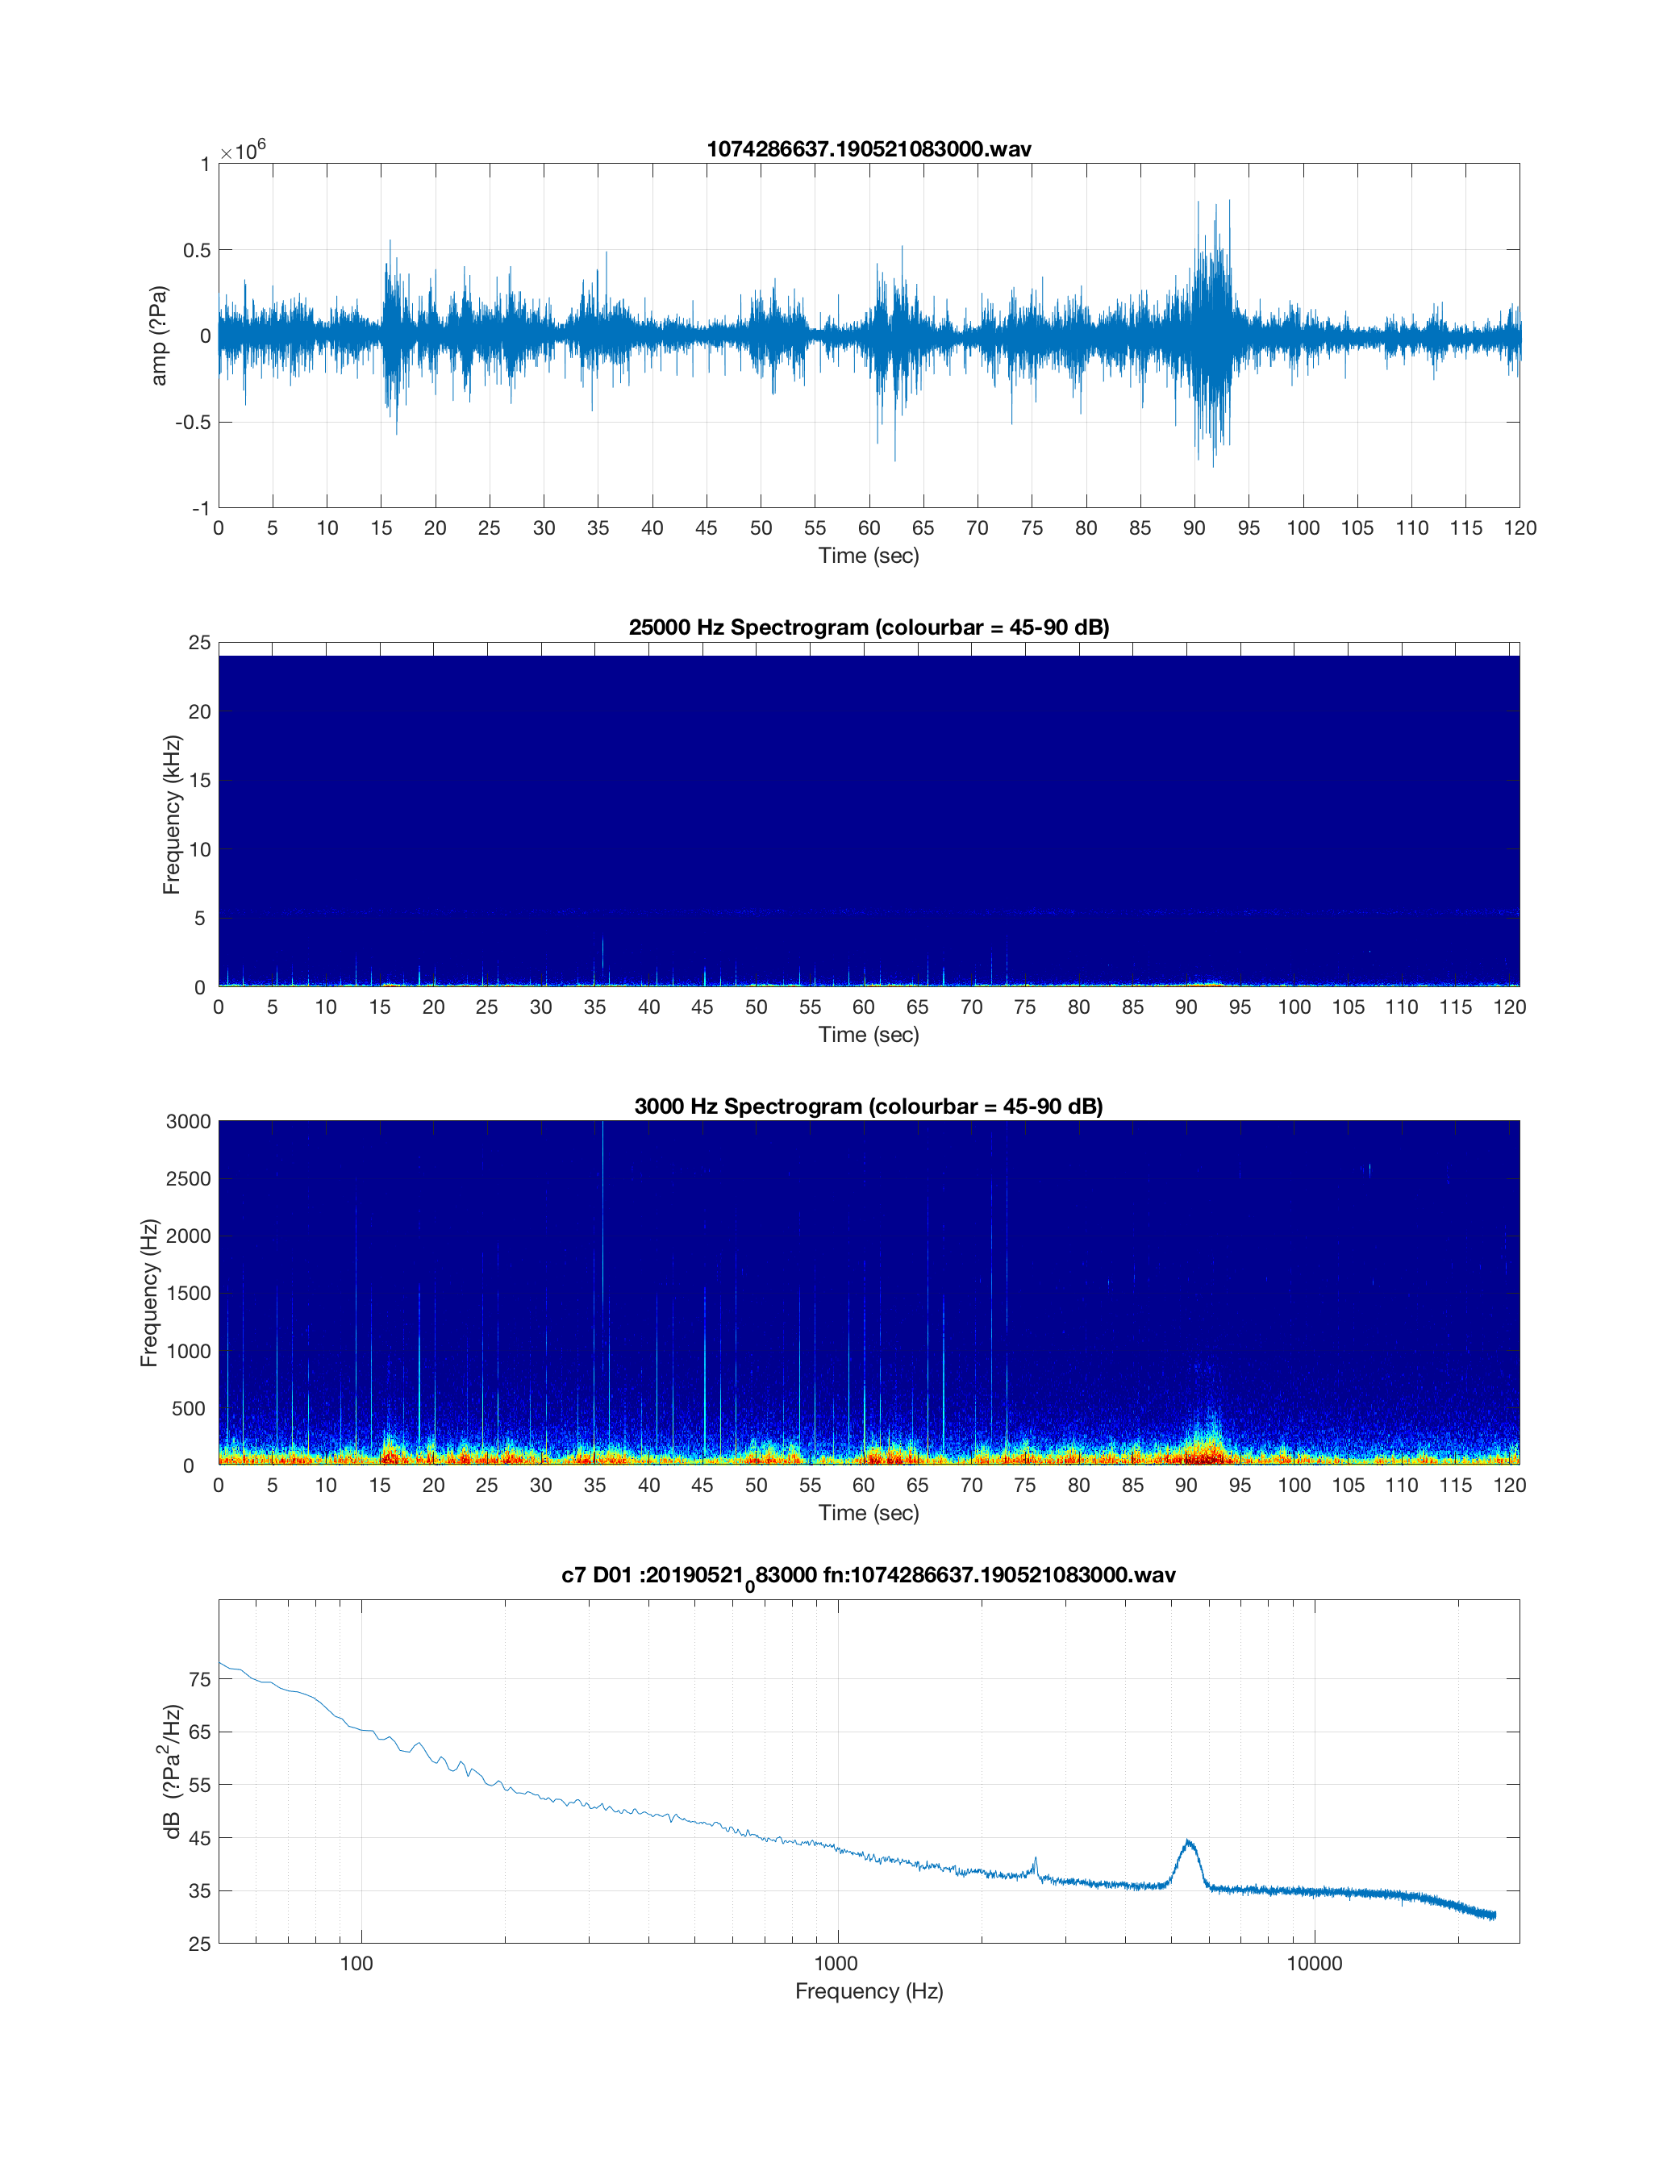 1074286637.190521083000.wav
×10^6
1
0.5
0
-0.5
-1
amp (?Pa)
0 5 10 15 20 25 30 35 40 45 50 55 60 65 70 75 80 85 90 95 100 105 110 115 120
Time (sec)
25000 Hz Spectrogram (colourbar = 45-90 dB)
25
20
15
10
5
0
Frequency (kHz)
0 5 10 15 20 25 30 35 40 45 50 55 60 65 70 75 80 85 90 95 100 105 110 115 120
Time (sec)
3000 Hz Spectrogram (colourbar = 45-90 dB)
3000
2500
2000
1500
1000
500
0
Frequency (Hz)
0 5 10 15 20 25 30 35 40 45 50 55 60 65 70 75 80 85 90 95 100 105 110 115 120
Time (sec)
c7 D01 :20190521_083000 fn:1074286637.190521083000.wav
75
65
55
45
35
25
dB (?Pa²/Hz)
100 1000 10000
Frequency (Hz)